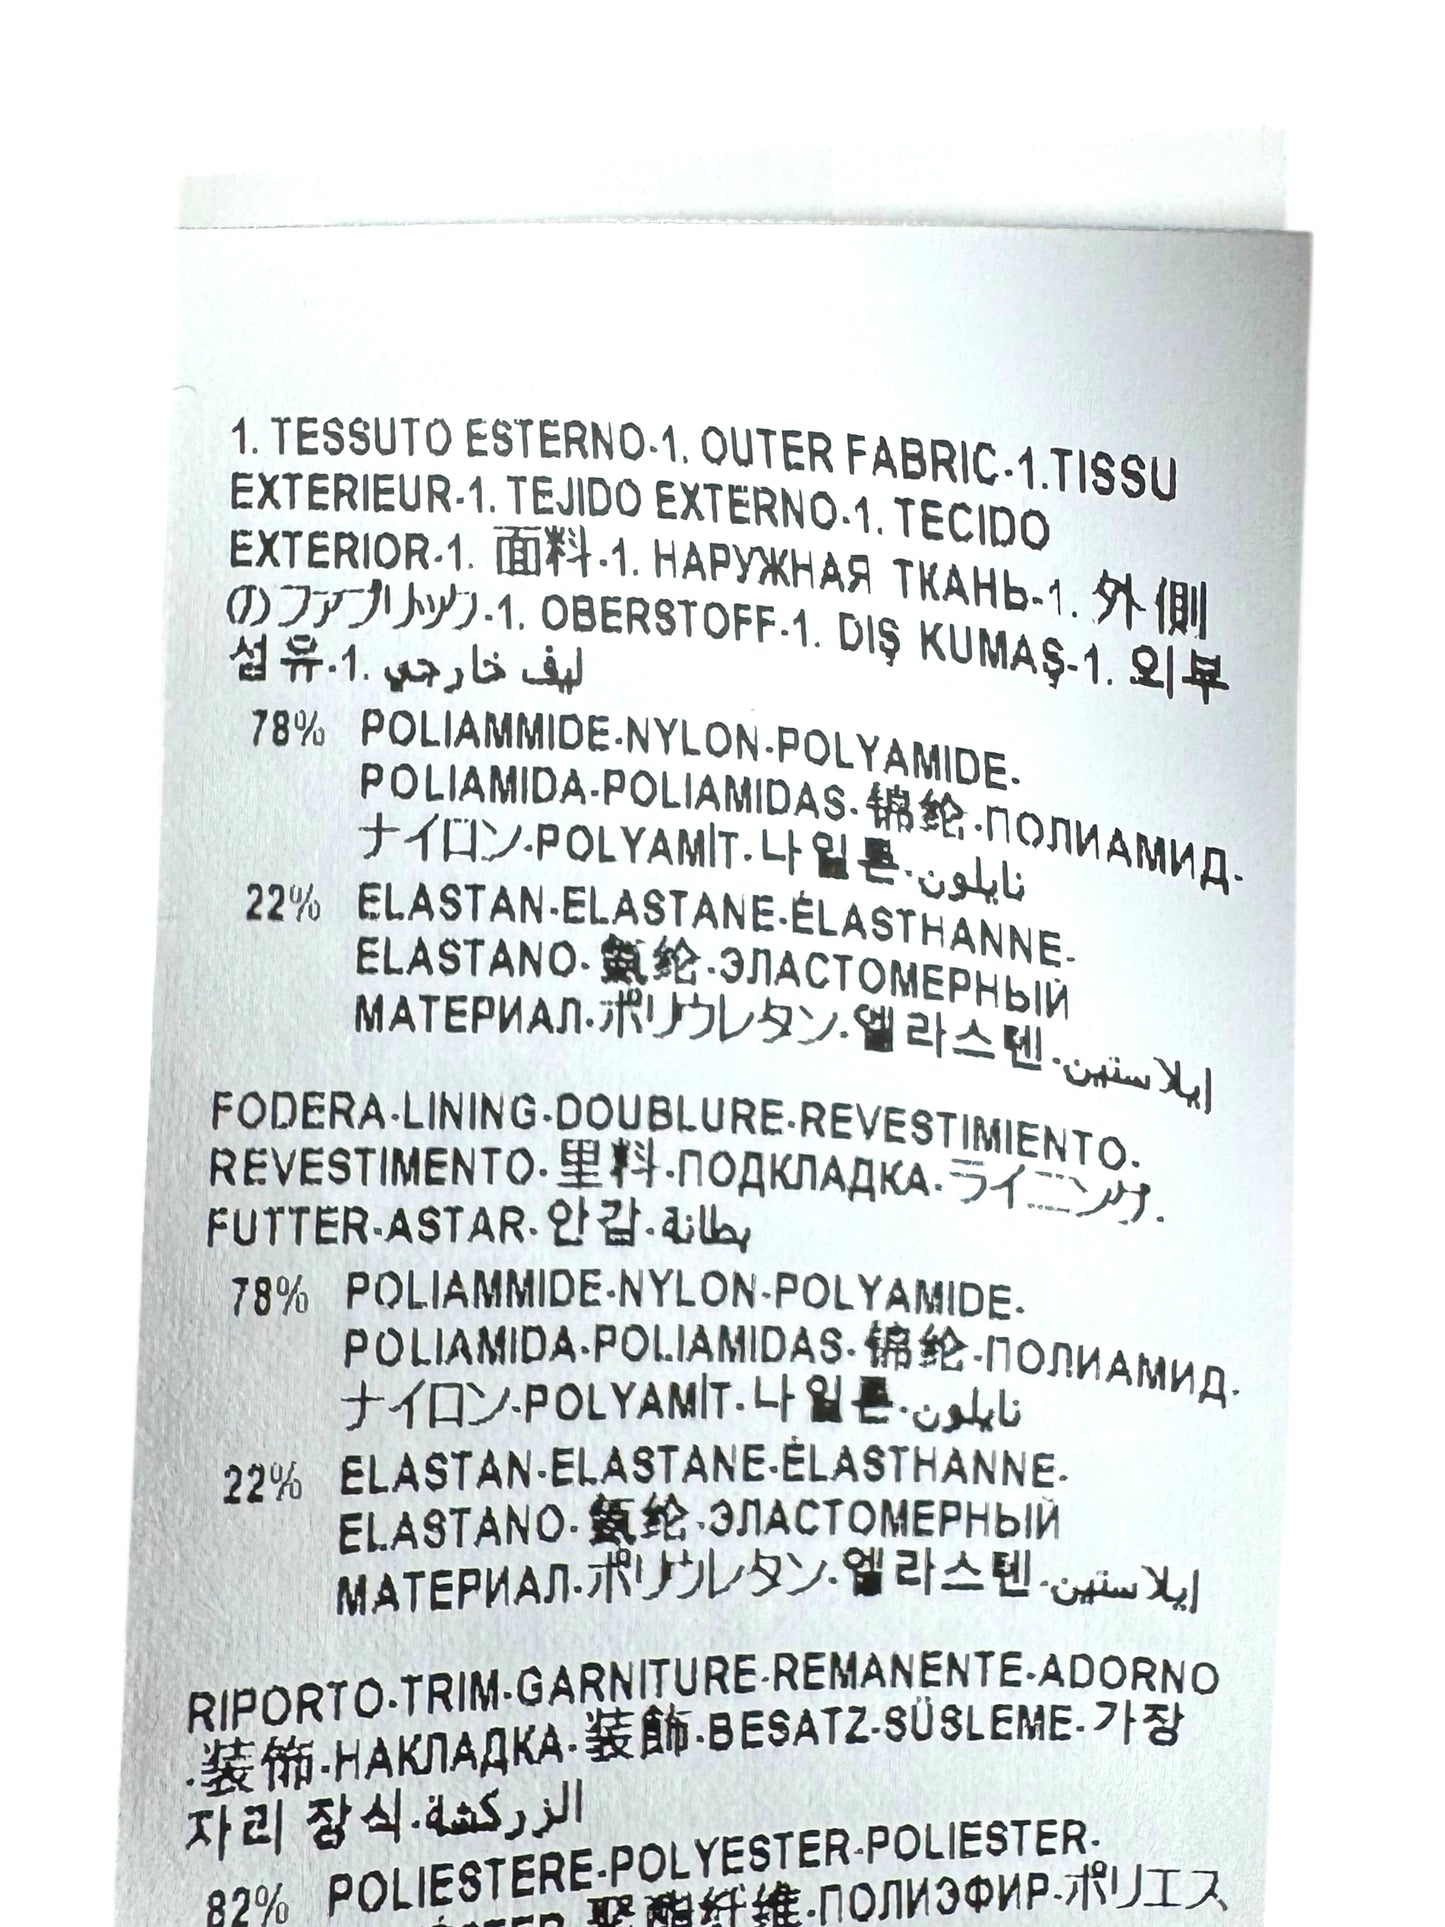 1. TESSUTO ESTERNO-1. OUTER FABRIC-1.TISSU
EXTERIEUR-1. TEJIDO EXTERNO-1. TECIDO
EXTERIOR-1. 面料-1. НАРУЖНАЯ ТКАНЬ-1. 外側
のファブリック-1. OBERSTOFF-1. DIŞ KUMAŞ-1. 외부
섬유-1. ليف خارجي
78% POLIAMMIDE-NYLON-POLYAMIDE-
POLIAMIDA-POLIAMIDAS-锦纶-ПОЛИАМИД-
ナイロン-POLYAMİT-나일론-نايلون
22% ELASTAN-ELASTANE-ÉLASTHANNE-
ELASTANO-氨纶-ЭЛАСТОМЕРНЫЙ
МАТЕРИАЛ-ポリウレタン-엘라스텐-ايلاستين
FODERA-LINING-DOUBLURE-REVESTIMIENTO-
REVESTIMENTO-里料-ПОДКЛАДКА-ライニング-
FUTTER-ASTAR-안감-بطانة
78% POLIAMMIDE-NYLON-POLYAMIDE-
POLIAMIDA-POLIAMIDAS-锦纶-ПОЛИАМИД-
ナイロン-POLYAMİT-나일론-نايلون
22% ELASTAN-ELASTANE-ÉLASTHANNE-
ELASTANO-氨纶-ЭЛАСТОМЕРНЫЙ
МАТЕРИАЛ-ポリウレタン-엘라스텐-ايلاستين
RIPORTO-TRIM-GARNITURE-REMANENTE-ADORNO
-装饰-НАКЛАДКА-装飾-BESATZ-SÜSLEME-가장
자리 장식-الزركشة
82% POLIESTERE-POLYESTER-POLIESTER-
聚酯纤维-ПОЛИЭФИР-ポリエス